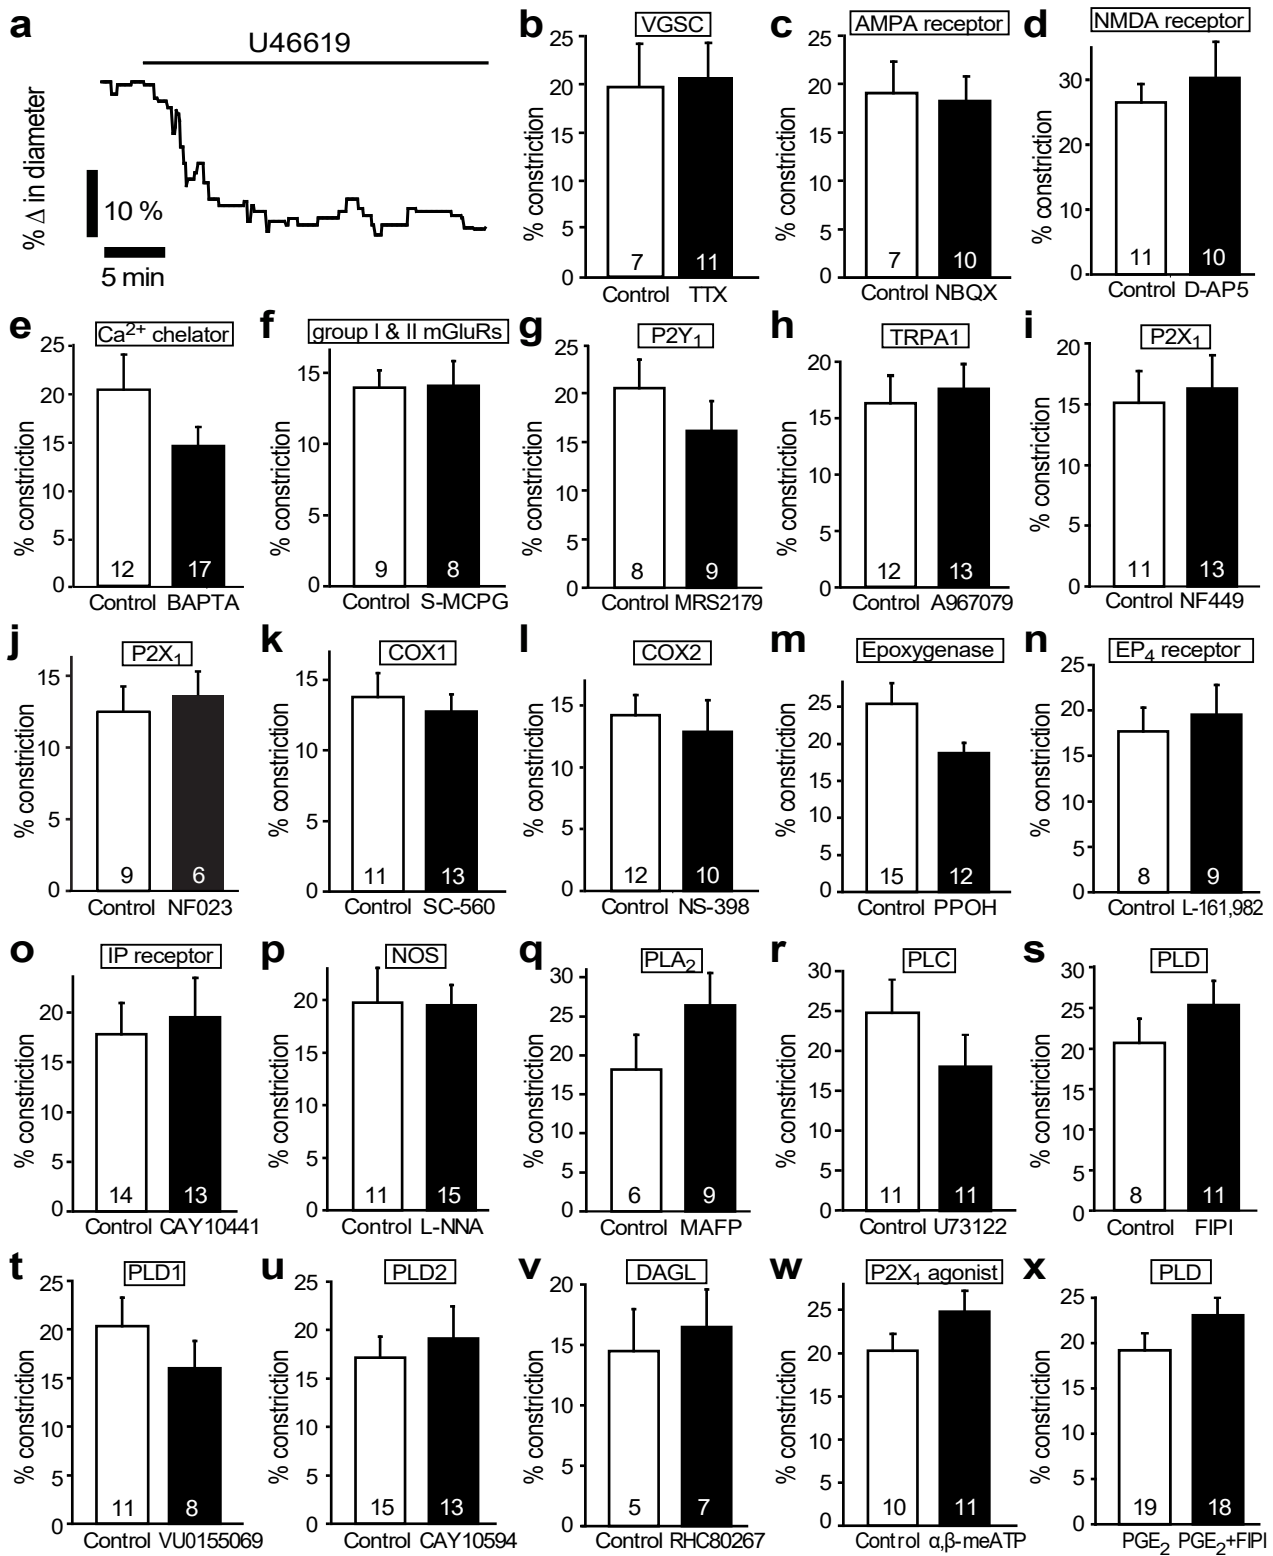 a
U46619
% Δ in diameter
10 %
5 min
b
VGSC
% constriction
25
20
15
10
5
0
7
11
Control
TTX
c
AMPA receptor
% constriction
25
20
15
10
5
0
7
10
Control
NBQX
d
NMDA receptor
% constriction
30
20
10
0
11
10
Control
D-AP5
e
Ca2+ chelator
% constriction
25
20
15
10
5
0
12
17
Control
BAPTA
f
group I & II mGluRs
% constriction
15
10
5
0
9
8
Control
S-MCPG
g
P2Y1
% constriction
25
20
15
10
5
0
8
9
Control
MRS2179
h
TRPA1
% constriction
20
15
10
5
0
12
13
Control
A967079
i
P2X1
% constriction
20
15
10
5
0
11
13
Control
NF449
j
P2X1
% constriction
15
10
5
0
9
6
Control
NF023
k
COX1
% constriction
15
10
5
0
11
13
Control
SC-560
l
COX2
% constriction
15
10
5
0
12
10
Control
NS-398
m
Epoxygenase
% constriction
25
20
15
10
5
0
15
12
Control
PPOH
n
EP4 receptor
% constriction
25
20
15
10
5
0
8
9
Control
L-161,982
o
IP receptor
% constriction
20
15
10
5
0
14
13
Control
CAY10441
p
NOS
% constriction
20
15
10
5
0
11
15
Control
L-NNA
q
PLA2
% constriction
30
25
20
15
10
5
0
6
9
Control
MAFP
r
PLC
% constriction
30
25
20
15
10
5
0
11
11
Control
U73122
s
PLD
% constriction
30
25
20
15
10
5
0
8
11
Control
FIPI
t
PLD1
% constriction
25
20
15
10
5
0
11
8
Control
VU0155069
u
PLD2
% constriction
25
20
15
10
5
0
15
13
Control
CAY10594
v
DAGL
% constriction
20
15
10
5
0
5
7
Control
RHC80267
w
P2X1 agonist
% constriction
25
20
15
10
5
0
10
11
Control
α,β-meATP
x
PLD
% constriction
25
20
15
10
5
0
19
18
PGE2
PGE2+FIPI